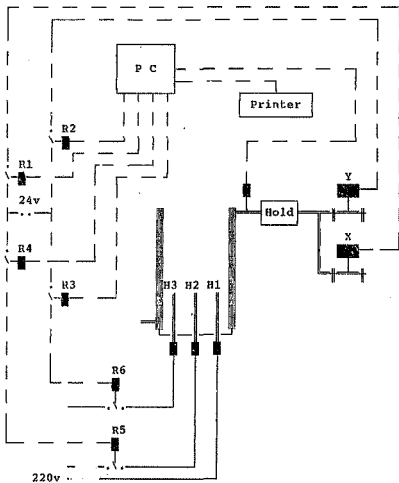 P C
Printer
R2
R1
24v
R4
R3
Y
Hold
X
H3 H2 H1
R6
R5
220v